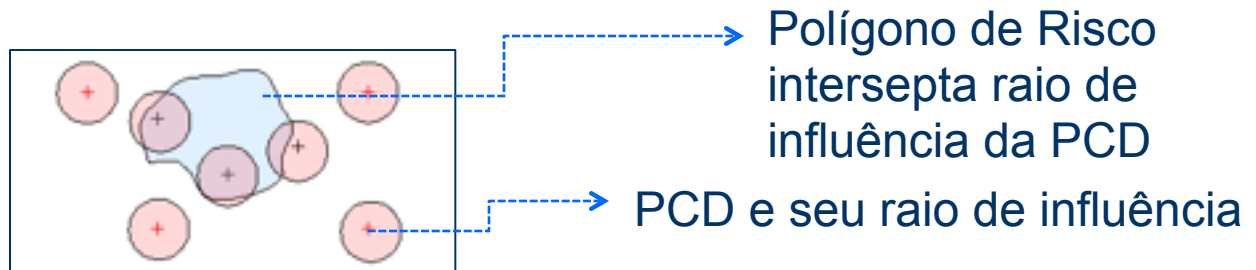 Polígono de Risco
intersepta raio de
influência da PCD
PCD e seu raio de influência